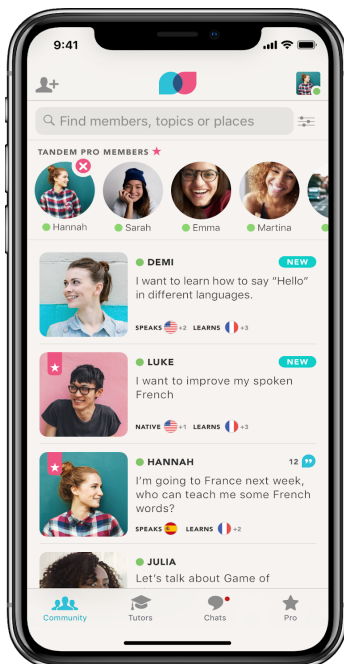 9:41
Find members, topics or places
TANDEM PRO MEMBERS
Hannah
Sarah
Emma
Martina
DEMI
NEW
I want to learn how to say “Hello”
in different languages.
SPEAKS +2 LEARNS +3
LUKE
NEW
I want to improve my spoken
French
NATIVE +1 LEARNS +3
HANNAH
12
I’m going to France next week,
who can teach me some French
words?
SPEAKS LEARNS +2
JULIA
Let’s talk about Game of
Community
Tutors
Chats
Pro